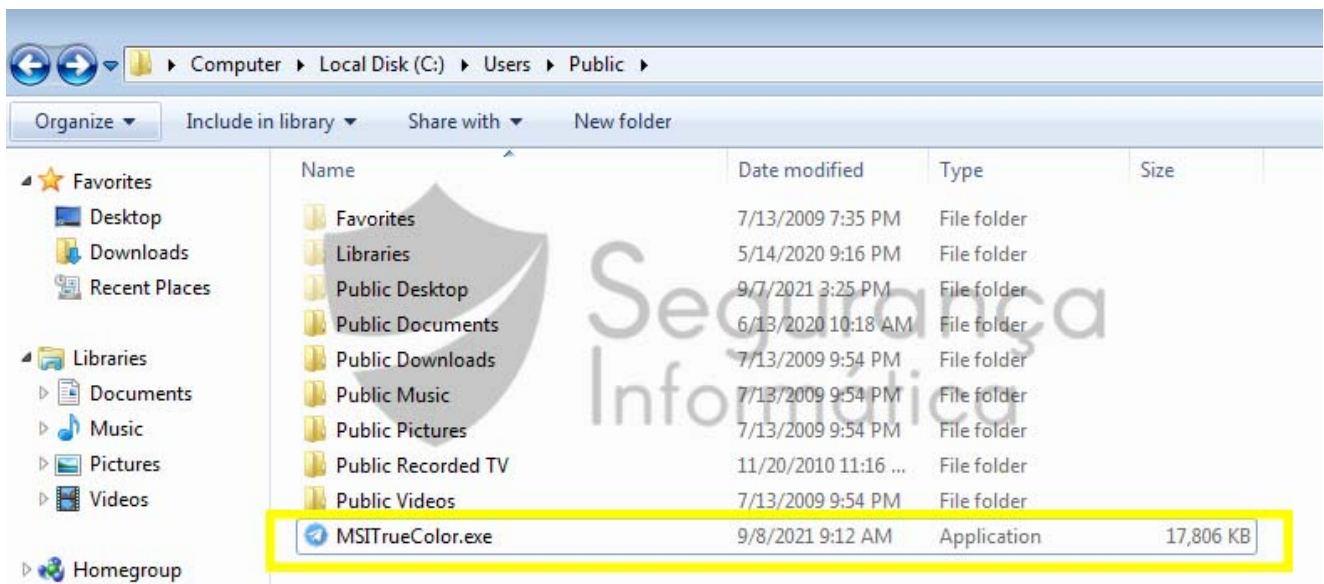 Computer Local Disk (C:) Users Public
Organize Include in library Share with New folder
Name Date modified Type Size
Favorites
Desktop
Downloads
Recent Places
Libraries
Documents
Music
Pictures
Videos
Homegroup
Favorites 7/13/2009 7:35 PM File folder
Libraries 5/14/2020 9:16 PM File folder
Public Desktop 9/7/2021 3:25 PM File folder
Public Documents 6/13/2020 10:18 AM File folder
Public Downloads 7/13/2009 9:54 PM File folder
Public Music 7/13/2009 9:54 PM File folder
Public Pictures 7/13/2009 9:54 PM File folder
Public Recorded TV 11/20/2010 11:16 ... File folder
Public Videos 7/13/2009 9:54 PM File folder
MSITrueColor.exe 9/8/2021 9:12 AM Application 17,806 KB
Segurança
Informática